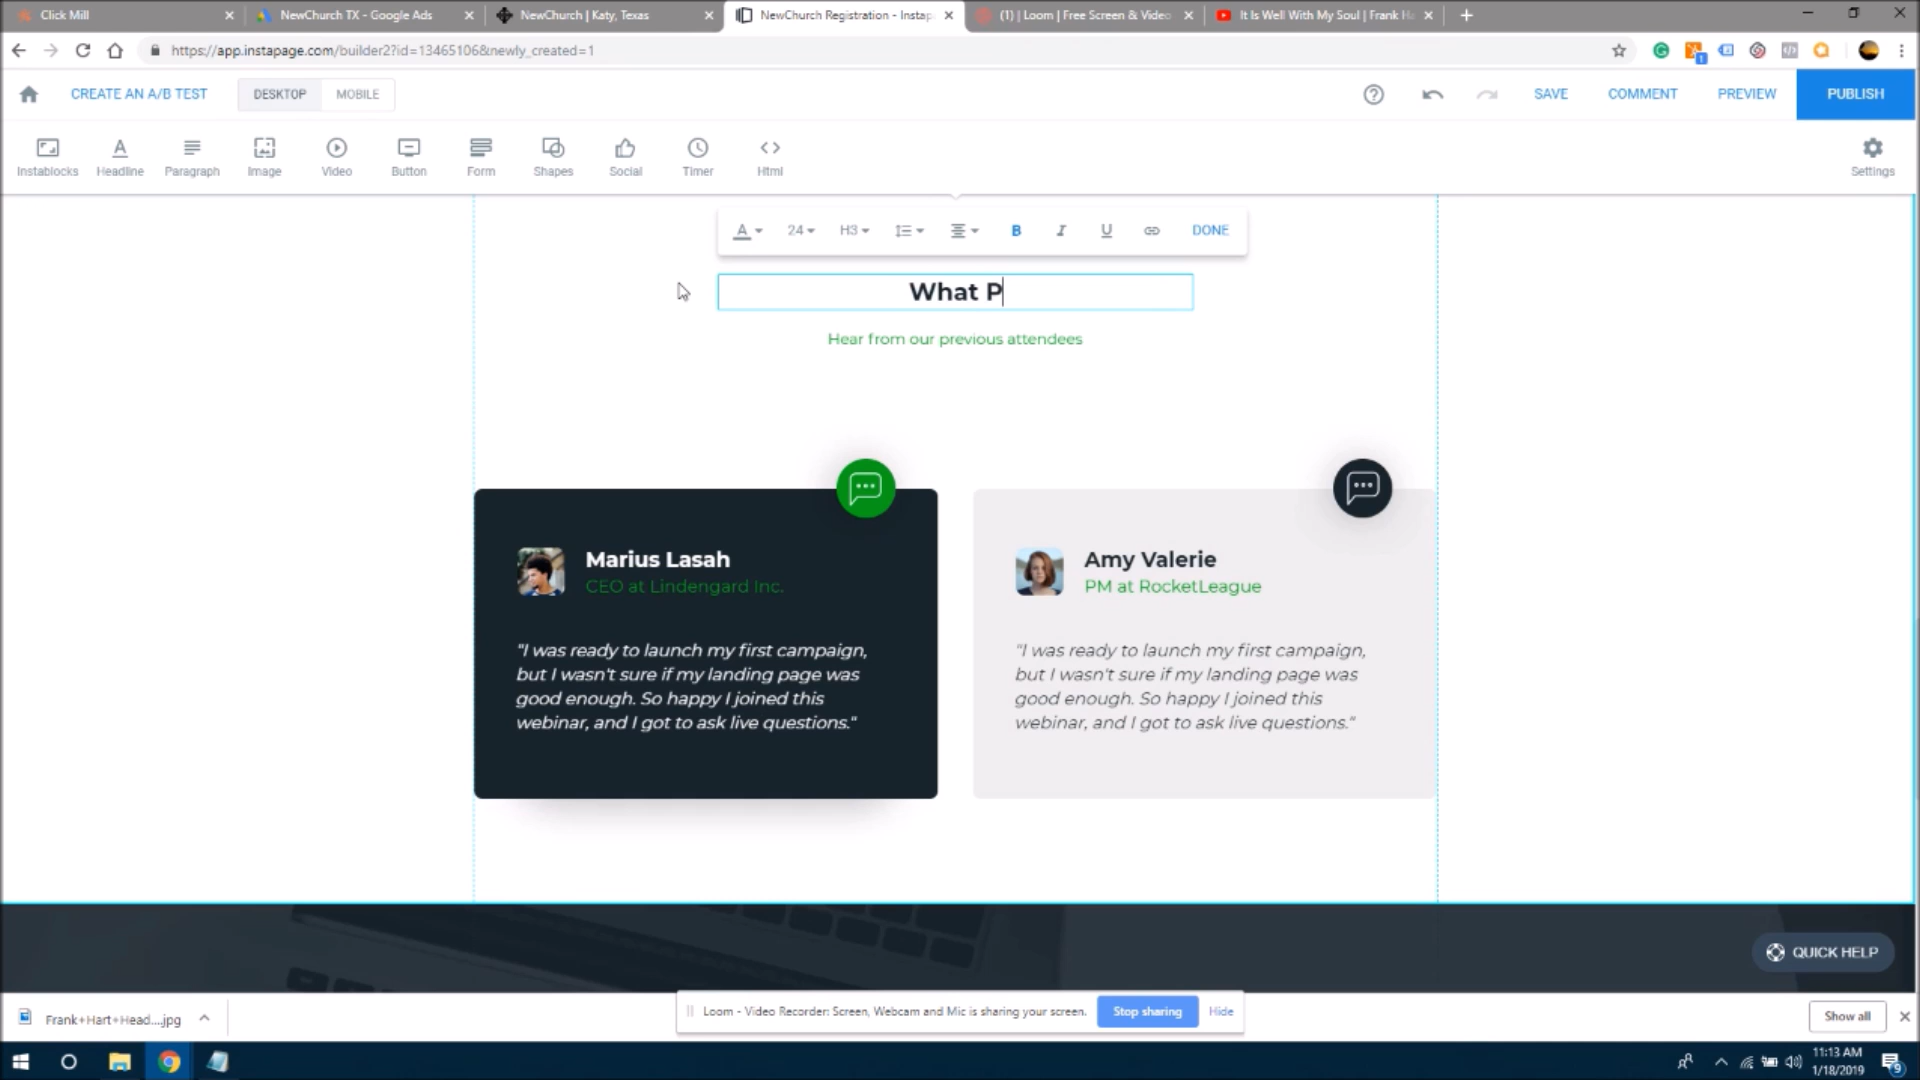 Click Mill
NewChurch TX - Google Ads
NewChurch | Katy, Texas
NewChurch Registration - Instap
(1) | Loom | Free Screen & Video
It Is Well With My Soul | Frank Ha
https://app.instapage.com/builder2?id=13465106&newly_created=1
CREATE AN A/B TEST
DESKTOP
MOBILE
SAVE
COMMENT
PREVIEW
PUBLISH
Instablocks
Headline
Paragraph
Image
Video
Button
Form
Shapes
Social
Timer
Html
Settings
A
24
H3
B
I
U
DONE
What P
Hear from our previous attendees
Marius Lasah
CEO at Lindengard Inc.
"I was ready to launch my first campaign,
but I wasn't sure if my landing page was
good enough. So happy I joined this
webinar, and I got to ask live questions."
Amy Valerie
PM at RocketLeague
"I was ready to launch my first campaign,
but I wasn't sure if my landing page was
good enough. So happy I joined this
webinar, and I got to ask live questions."
QUICK HELP
Frank+Hart+Head....jpg
Loom - Video Recorder: Screen, Webcam and Mic is sharing your screen.
Stop sharing
Hide
Show all
11:13 AM
1/18/2019